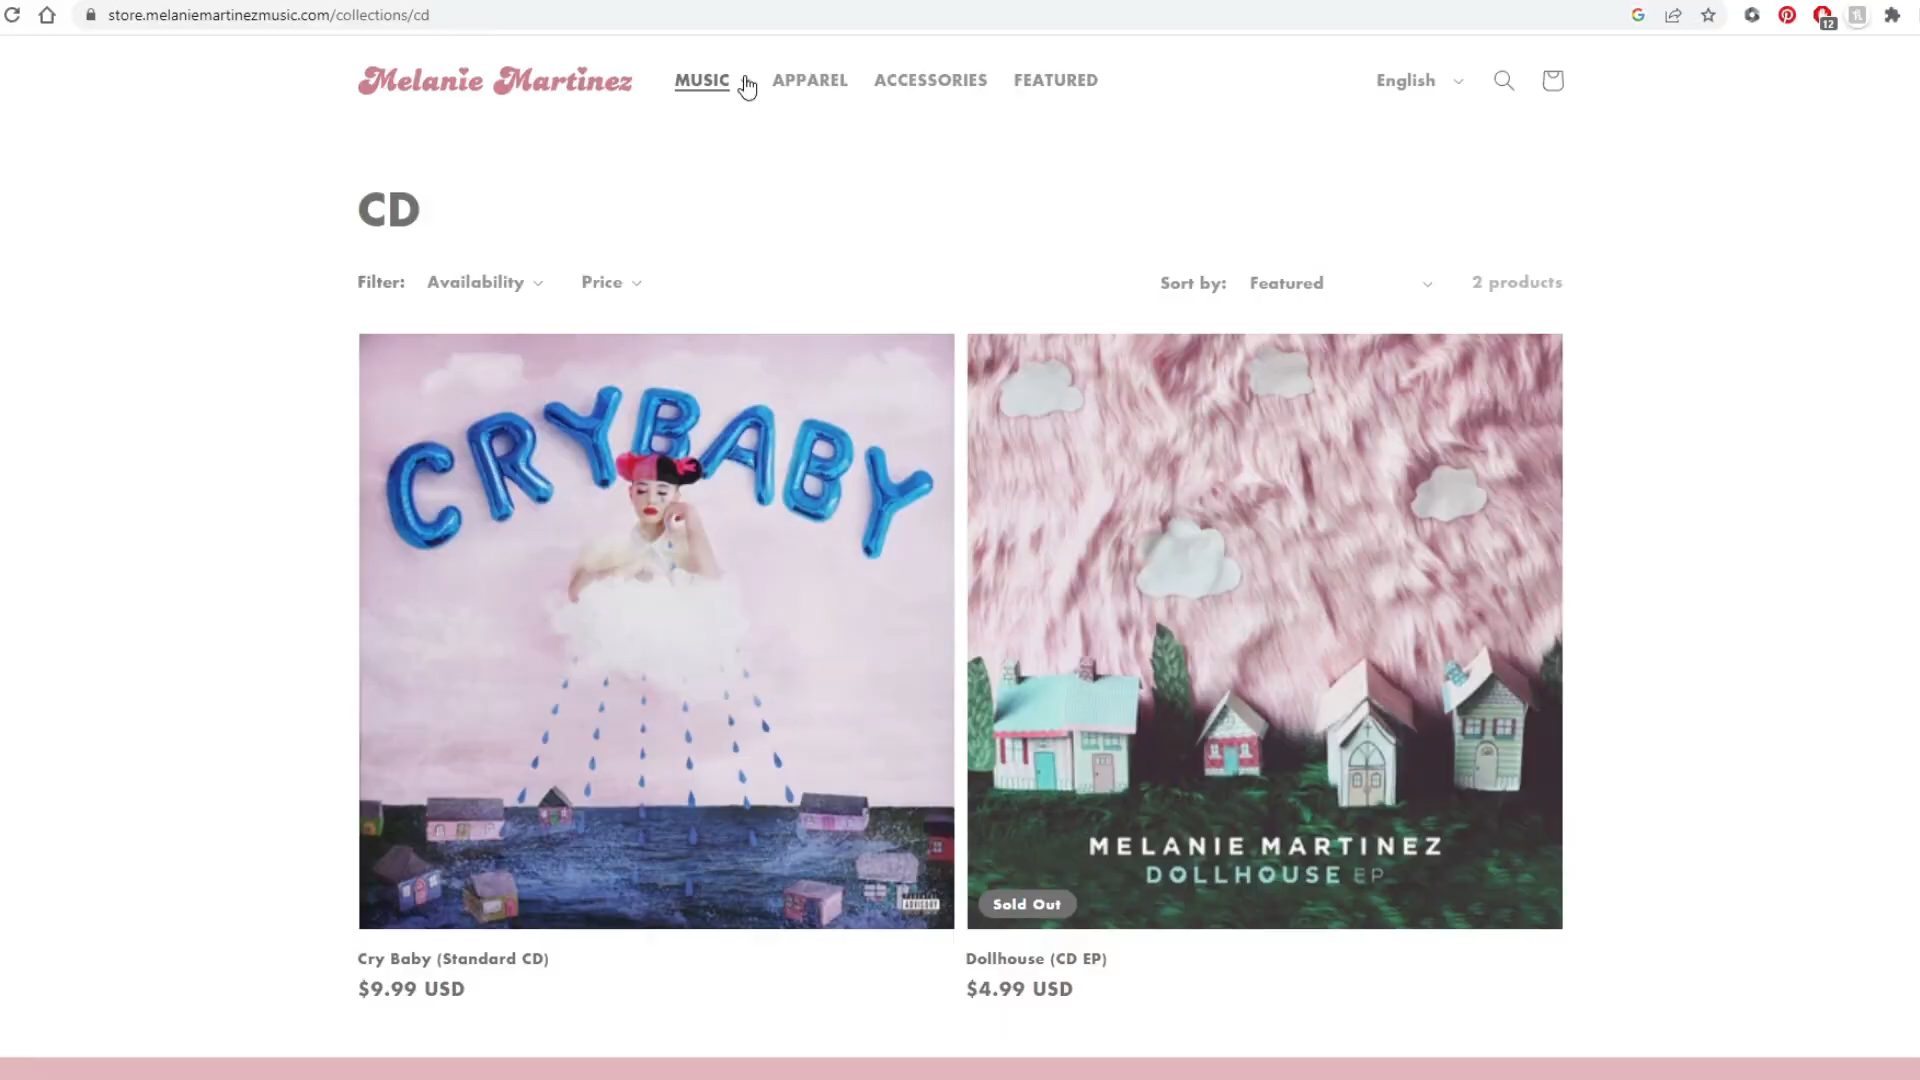 store.melaniemartinezmusic.com/collections/cd
12
Melanie Martinez
MUSIC
APPAREL
ACCESSORIES
FEATURED
English
CD
Filter:
Availability
Price
Sort by:
Featured
2 products
CRYBABY
ADVISORY
MELANIE MARTINEZ
DOLLHOUSE EP
Sold Out
Cry Baby (Standard CD)
$9.99 USD
Dollhouse (CD EP)
$4.99 USD